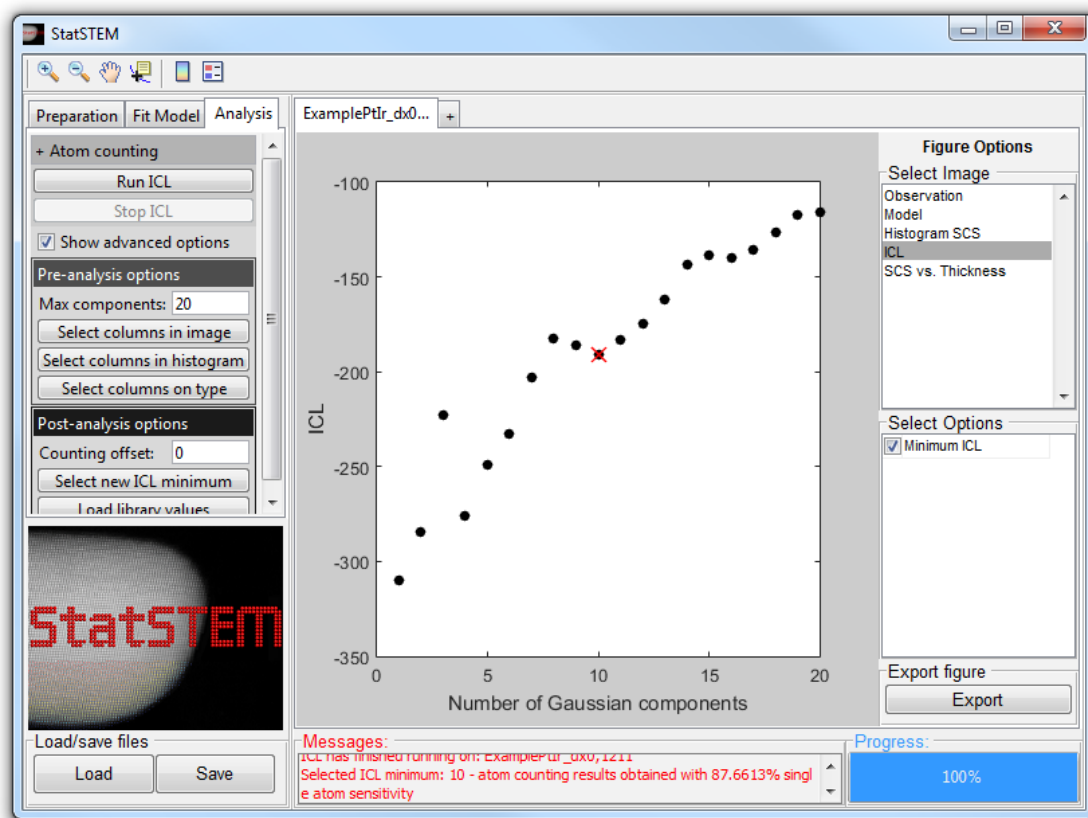 StatSTEM
Preparation Fit Model Analysis
+ Atom counting
Run ICL
Stop ICL
Show advanced options
Pre-analysis options
Max components: 20
Select columns in image
Select columns in histogram
Select columns on type
Post-analysis options
Counting offset: 0
Select new ICL minimum
Load library values
StatSTEM
Load/save files
Load Save
ExamplePtIr_dx0... +
-100
-150
-200
-250
-300
-350
ICL
0 5 10 15 20
Number of Gaussian components
Figure Options
Select Image
Observation
Model
Histogram SCS
ICL
SCS vs. Thickness
Select Options
Minimum ICL
Export figure
Export
Messages:
ICL has finished running on: ExamplePtIr_dx0,1211
Selected ICL minimum: 10 - atom counting results obtained with 87.6613% singl
e atom sensitivity
Progress:
100%